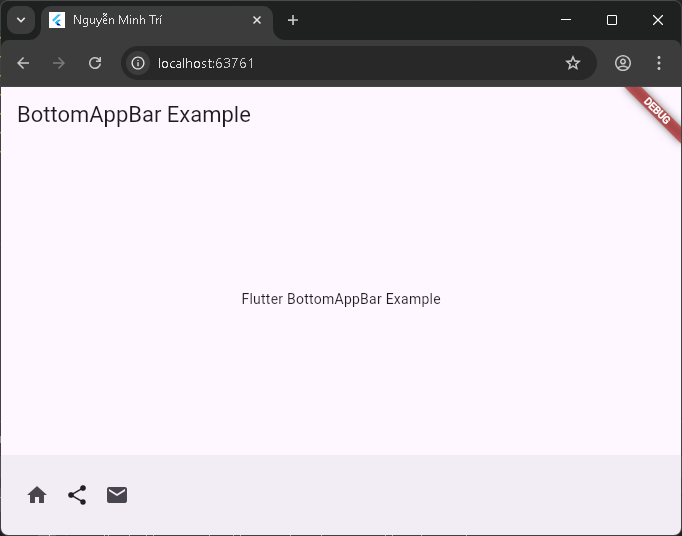 Nguyễn Minh Trí
localhost:63761
BottomAppBar Example
DEBUG
Flutter BottomAppBar Example